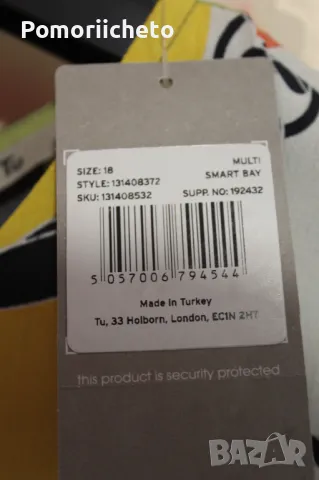 Pomoriicheto
Tu
SIZE: 18 MULTI
STYLE: 131408372 SMART BAY
SKU: 131408532 SUPP. NO: 192432
5 057006 794544
Made in Turkey
Tu, 33 Holborn, London, EC1N 2HT
this product is security protected
BAZAR